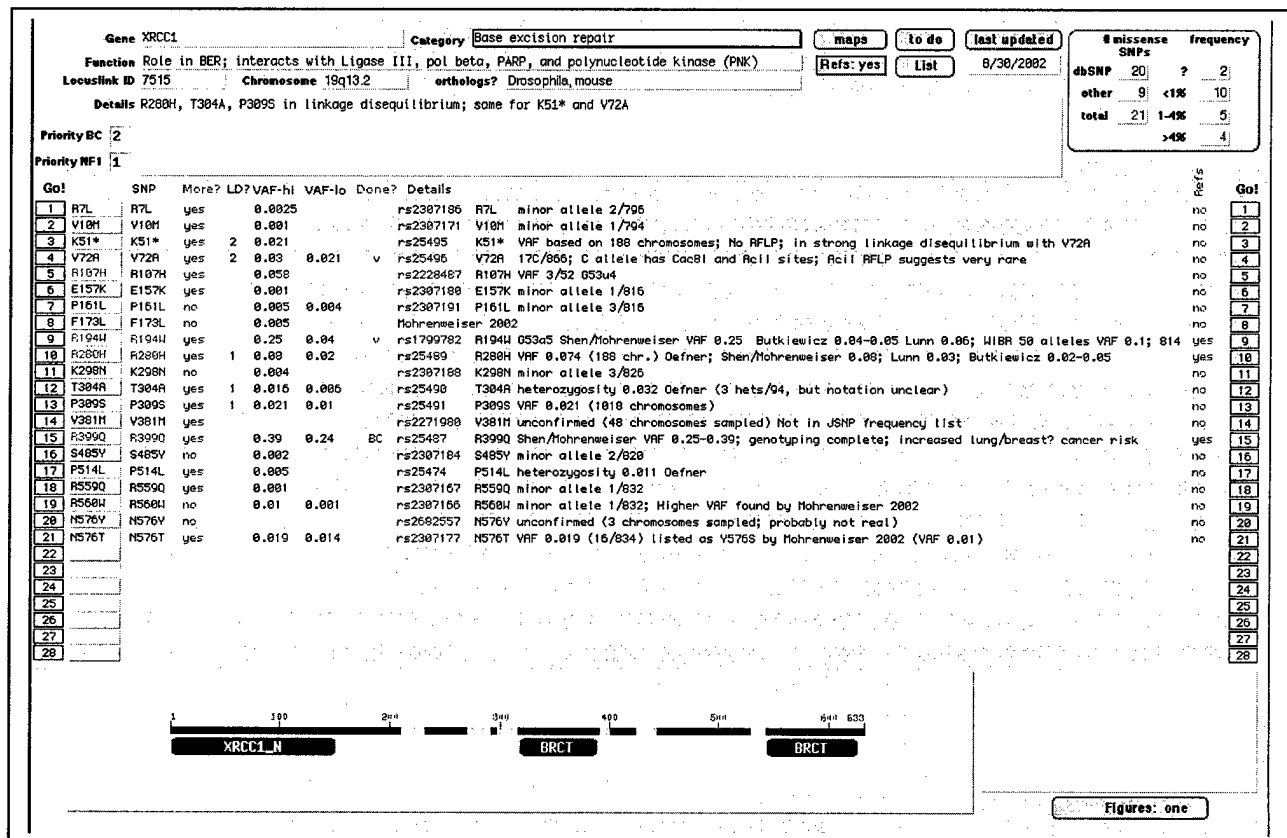 Gene XRCC1 Category Base excision repair maps to do last updated # missense SNPs frequency
Function Role in BER; interacts with Ligase III, pol beta, PARP, and polynucleotide kinase (PNK) Refs: yes List 8/30/2002 dbSNP 20 ? 2
Locuslink ID 7515 Chromosome 19q13.2 orthologs? Drosophila, mouse other 9 <1% 10
Details R280H, T304A, P309S in linkage disequilibrium; same for K51* and V72A total 21 1-4% 5
>4% 4
Priority BC 2
Priority NF1 1
Go! SNP More? LD? VAF-hi VAF-lo Done? Details Refs Go!
1 R7L R7L yes 0.0025 rs2307186 R7L minor allele 2/796 no 1
2 V10M V10M yes 0.001 rs2307171 V10M minor allele 1/794 no 2
3 K51* K51* yes 2 0.021 rs25495 K51* VAF based on 188 chromosomes; No RFLP; in strong linkage disequilibrium with V72A no 3
4 V72A V72A yes 2 0.03 0.021 v rs25496 V72A 17C/866; C allele has Cac8I and AciI sites; AciI RFLP suggests very rare no 4
5 R107H R107H yes 0.058 rs2228487 R107H VAF 3/52 G53u4 no 5
6 E157K E157K yes 0.001 rs2307180 E157K minor allele 1/816 no 6
7 P161L P161L no 0.005 0.004 rs2307191 P161L minor allele 3/816 no 7
8 F173L F173L no 0.005 Mohrenweiser 2002 no 8
9 R194W R194W yes 0.25 0.04 v rs1799782 R194W G53a5 Shen/Mohrenweiser VAF 0.25 Butkiewicz 0.04-0.05 Lunn 0.06; WIBR 50 alleles VAF 0.1; 814 yes 9
10 R280H R280H yes 1 0.08 0.02 rs25489 R280H VAF 0.074 (188 chr.) Oefner; Shen/Mohrenweiser 0.08; Lunn 0.03; Butkiewicz 0.02-0.05 yes 10
11 K298N K298N no 0.004 rs2307188 K298N minor allele 3/826 no 11
12 T304A T304A yes 1 0.016 0.006 rs25490 T304A heterozygosity 0.032 Oefner (3 hets/94, but notation unclear) no 12
13 P309S P309S yes 1 0.021 0.01 rs25491 P309S VAF 0.021 (1018 chromosomes) no 13
14 V381M V381M yes rs2271980 V381M unconfirmed (48 chromosomes sampled) Not in JSNP frequency list no 14
15 R399Q R399Q yes 0.39 0.24 BC rs25487 R399Q Shen/Mohrenweiser VAF 0.25-0.39; genotyping complete; increased lung/breast? cancer risk yes 15
16 S485Y S485Y no 0.002 rs2307184 S485Y minor allele 2/820 no 16
17 P514L P514L yes 0.005 rs25474 P514L heterozygosity 0.011 Oefner no 17
18 R559Q R559Q yes 0.001 rs2307167 R559Q minor allele 1/832 no 18
19 R560W R560W no 0.01 0.001 rs2307166 R560W minor allele 1/832; Higher VAF found by Mohrenweiser 2002 no 19
20 N576Y N576Y no rs2682557 N576Y unconfirmed (3 chromosomes sampled; probably not real) no 20
21 N576T N576T yes 0.019 0.014 rs2307177 N576T VAF 0.019 (16/834) listed as Y576S by Mohrenweiser 2002 (VAF 0.01) no 21
22 22
23 23
24 24
25 25
26 26
27 27
28 28
1 100 200 300 400 500 600 633
XRCC1_N BRCT BRCT
Figures: one